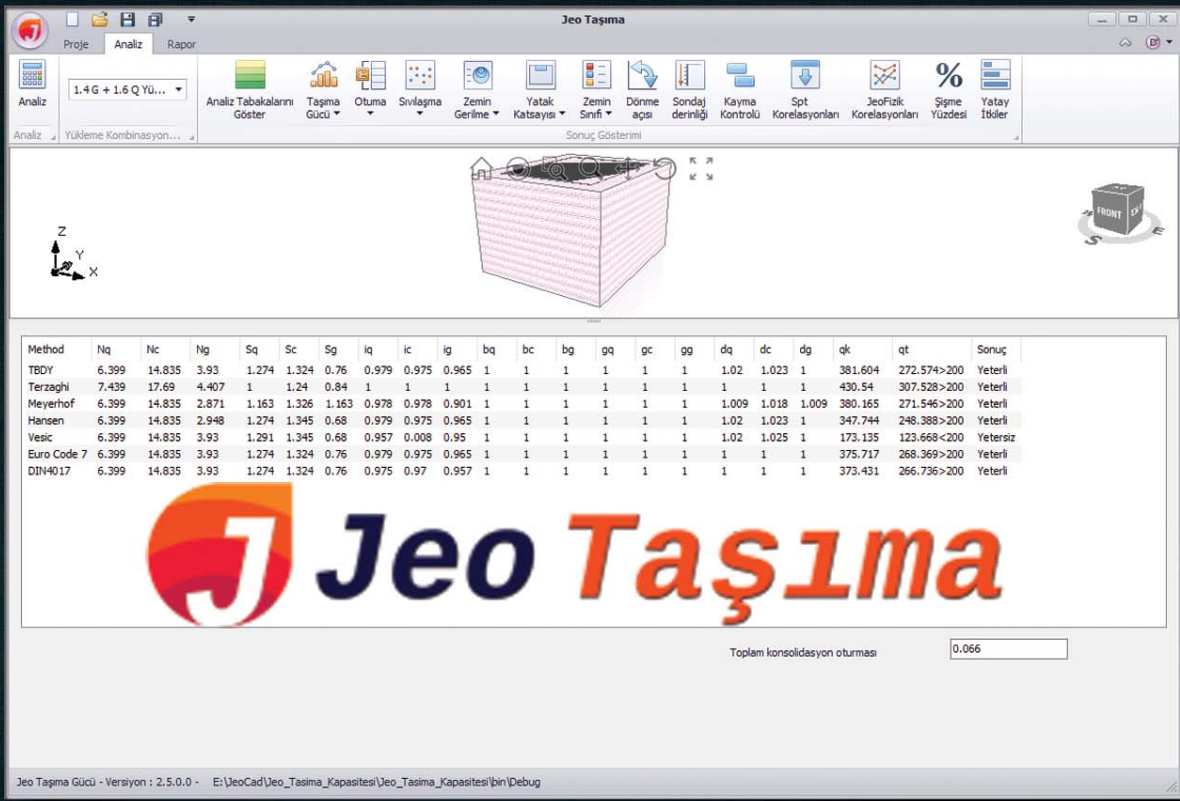 Jeo Taşıma
Proje Analiz Rapor
Analiz
1.4 G + 1.6 Q Yü...
Analiz Tabakalarını Göster
Taşıma Gücü
Otuma
Sıvılaşma
Zemin Gerilme
Yatak Katsayısı
Zemin Sınıfı
Dönme açısı
Sondaj derinliği
Kayma Kontrolü
Spt Korelasyonları
JeoFizik Korelasyonları
%
Şişme Yüzdesi
Yatay İtkiler
Analiz Yükleme Kombinasyon... Sonuç Gösterimi
Z
Y
X
FRONT
S
E
Method Nq Nc Ng Sq Sc Sg iq ic ig bq bc bg gq gc gg dq dc dg qk qt Sonuç
TBDY 6.399 14.835 3.93 1.274 1.324 0.76 0.979 0.975 0.965 1 1 1 1 1 1 1.02 1.023 1 381.604 272.574>200 Yeterli
Terzaghi 7.439 17.69 4.407 1 1.24 0.84 1 1 1 1 1 1 1 1 1 1 1 1 430.54 307.528>200 Yeterli
Meyerhof 6.399 14.835 2.871 1.163 1.326 1.163 0.978 0.978 0.901 1 1 1 1 1 1 1.009 1.018 1.009 380.165 271.546>200 Yeterli
Hansen 6.399 14.835 2.948 1.274 1.345 0.68 0.979 0.975 0.965 1 1 1 1 1 1 1.02 1.023 1 347.744 248.388>200 Yeterli
Vesic 6.399 14.835 3.93 1.291 1.345 0.68 0.957 0.008 0.95 1 1 1 1 1 1 1.02 1.025 1 173.135 123.668<200 Yetersiz
Euro Code 7 6.399 14.835 3.93 1.274 1.324 0.76 0.979 0.975 0.965 1 1 1 1 1 1 1 1 1 375.717 268.369>200 Yeterli
DIN4017 6.399 14.835 3.93 1.274 1.324 0.76 0.975 0.97 0.957 1 1 1 1 1 1 1 1 1 373.431 266.736>200 Yeterli
Jeo Taşıma
Toplam konsolidasyon oturması 0.066
Jeo Taşıma Gücü - Versiyon : 2.5.0.0 - E:\JeoCad\Jeo_Tasima_Kapasitesi\Jeo_Tasima_Kapasitesi\bin\Debug